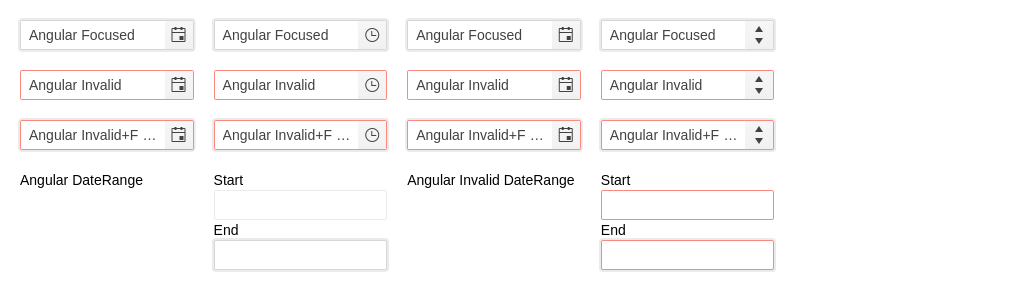 Angular Focused Angular Focused Angular Focused Angular Focused
Angular Invalid Angular Invalid Angular Invalid Angular Invalid
Angular Invalid+F ... Angular Invalid+F ... Angular Invalid+F ... Angular Invalid+F ...
Angular DateRange Start Angular Invalid DateRange Start
End End